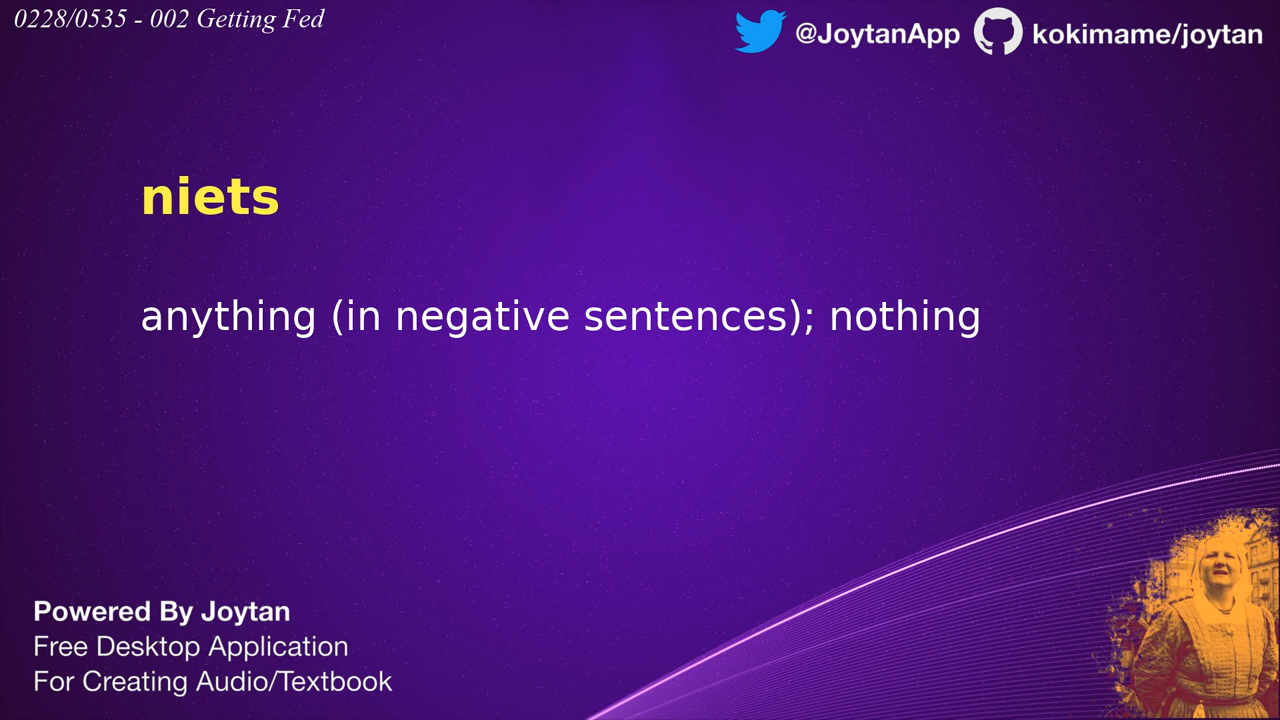 0228/0535 - 002 Getting Fed
@JoytanApp kokimame/joytan
niets
anything (in negative sentences); nothing
Powered By Joytan
Free Desktop Application
For Creating Audio/Textbook